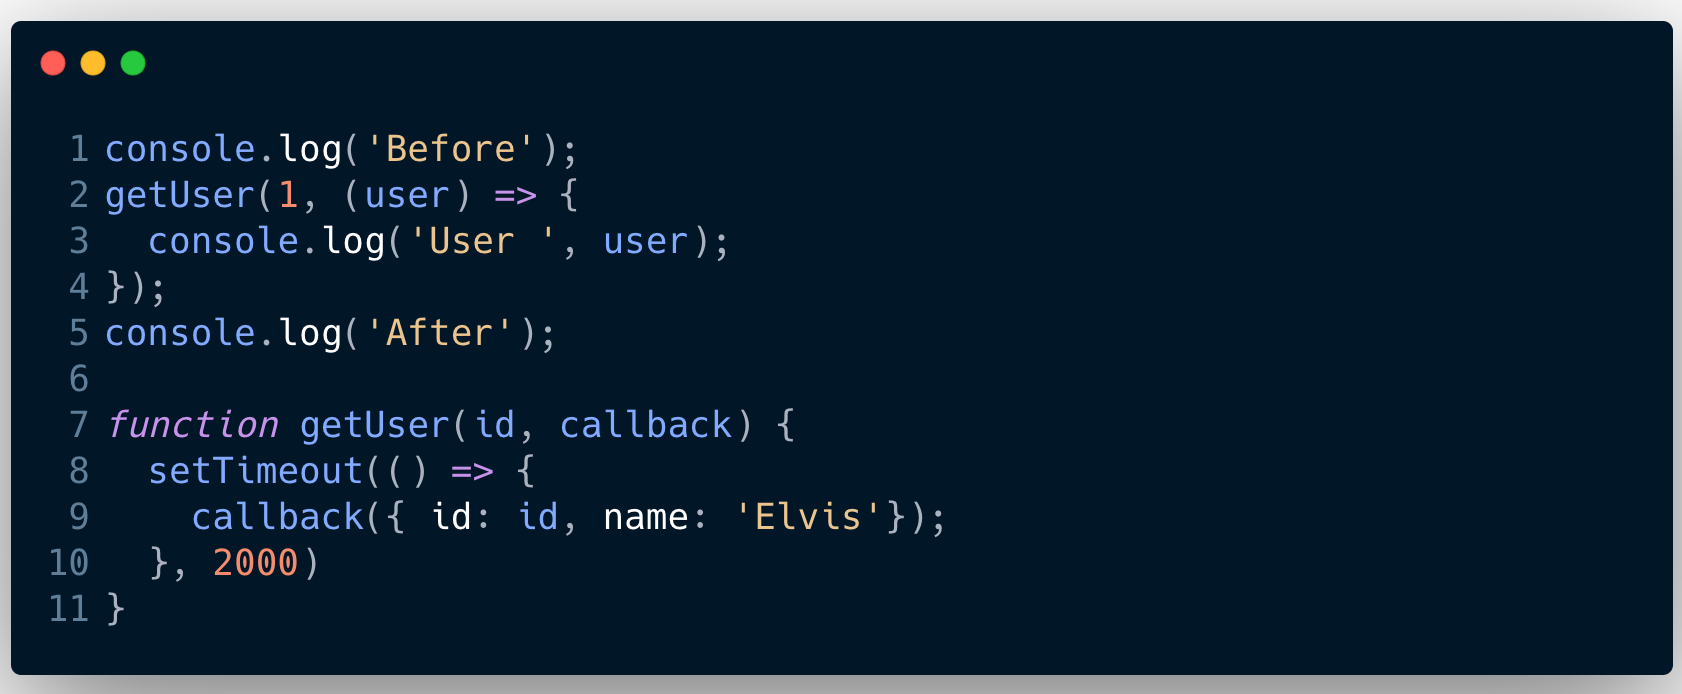 1 console.log('Before');
2 getUser(1, (user) => {
3   console.log('User ', user);
4 });
5 console.log('After');
6
7 function getUser(id, callback) {
8   setTimeout(() => {
9     callback({ id: id, name: 'Elvis'});
10   }, 2000)
11 }